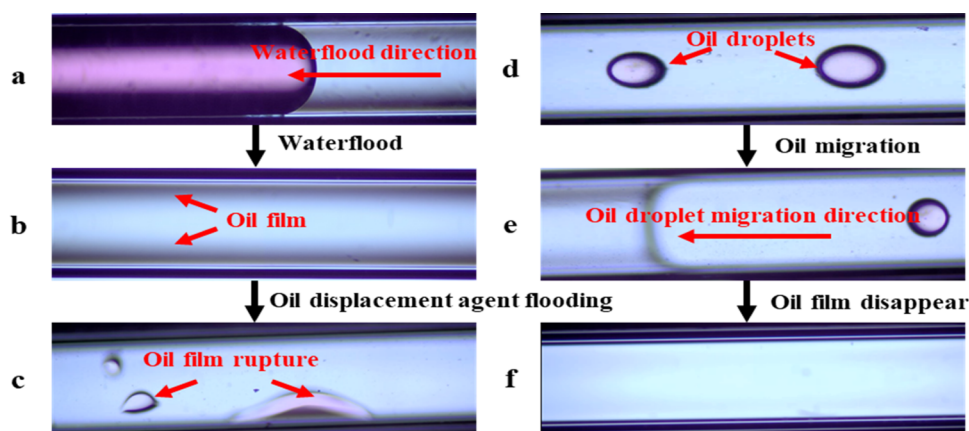 a
Waterflood direction
Waterflood
b
Oil film
Oil displacement agent flooding
c
Oil film rupture
d
Oil droplets
Oil migration
e
Oil droplet migration direction
Oil film disappear
f